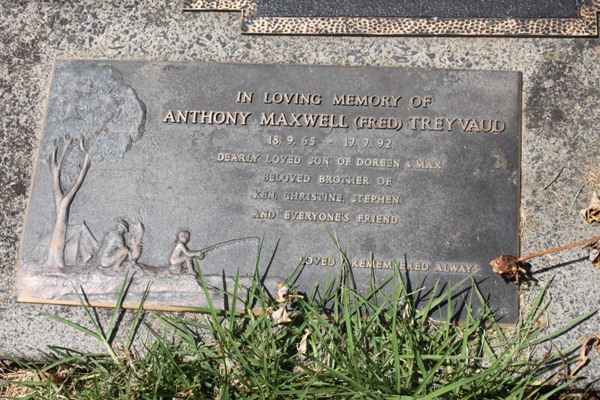 IN LOVING MEMORY OF
ANTHONY MAXWELL (FRED) TREYVAUD
18.9.65 - 17.7.92
DEARLY LOVED SON OF DOREEN & MAX
BELOVED BROTHER OF
KEN, CHRISTINE, STEPHEN
AND EVERYONE'S FRIEND
LOVED REMEMBERED ALWAYS